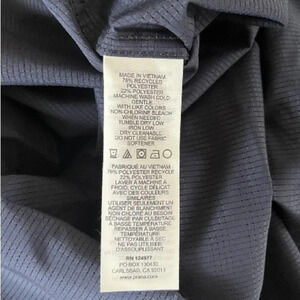 MADE IN VIETNAM
78% RECYCLED
POLYESTER
22% POLYESTER
MACHINE WASH COLD
GENTLE
WITH LIKE COLORS
NON-CHLORINE BLEACH
WHEN NEEDED
TUMBLE DRY LOW
IRON LOW
DRY CLEANABLE
DO NOT USE FABRIC
SOFTENER
FABRIQUÉ AU VIETNAM
78% POLYESTER RECYCLÉ
22% POLYESTER
LAVER À MACHINE À
FROID, CYCLE DÉLICAT
AVEC DES COULEURS
SIMILAIRES
UTILISER SEULEMENT UN
AGENT DE BLANCHIMENT
NON CHLORÉ AU BESOIN
SÉCHAGE PAR CULBUTAGE
À BASSE TEMPÉRATURE
REPASSER À BASSE
TEMPÉRATURE
NETTOYABLE À SEC
NE PAS UTILISER
D'ASSOUPLISSANT
RN 124577
PO BOX
CARLSBAD, CA
www.prana.com